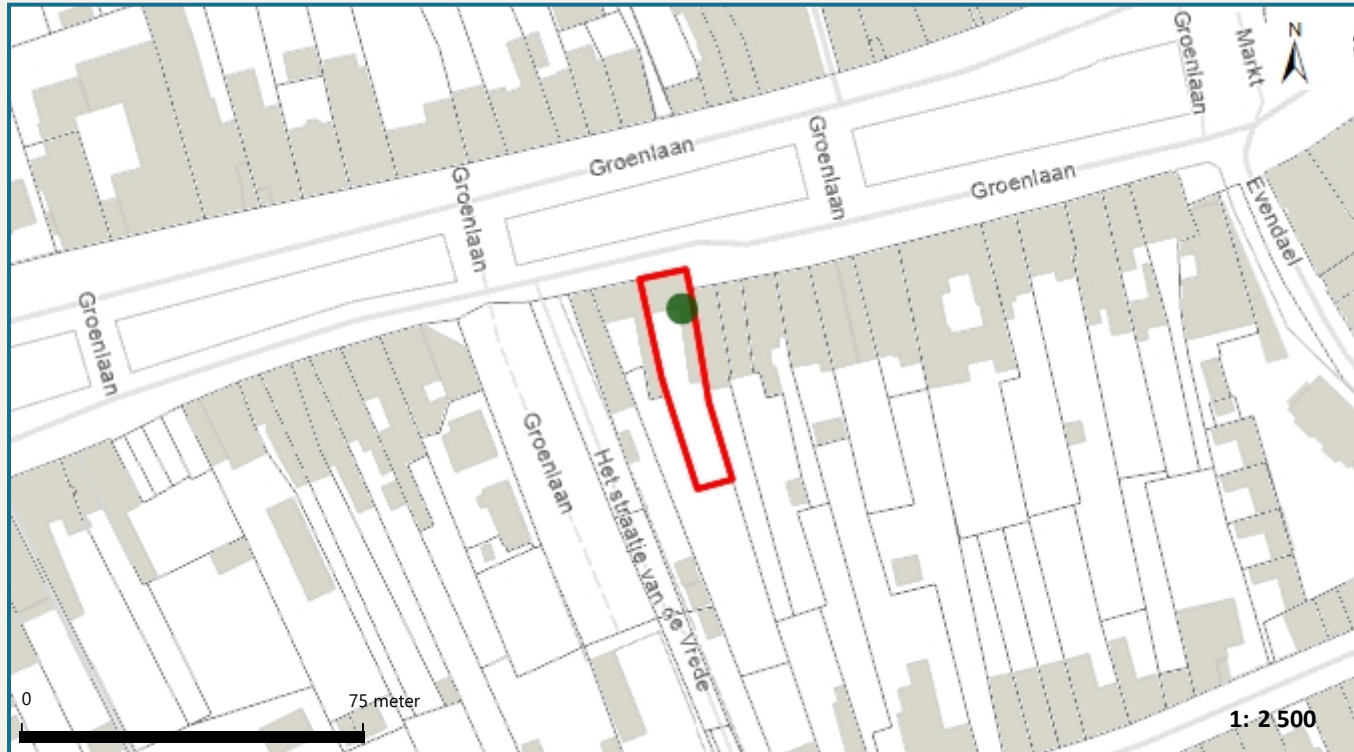 Groenlaan
Markt
N
Groenlaan
Groenlaan
Groenlaan
Groenlaan
Evendael
Groenlaan
Groenlaan
Het straatje van de Vrede
0
75 meter
1: 2 500